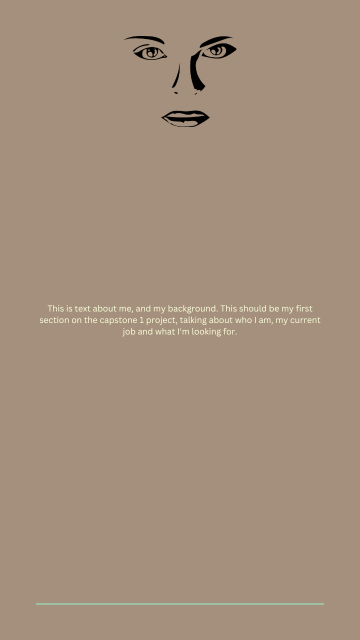 This is text about me, and my background. This should be my first
section on the capstone 1 project, talking about who I am, my current
job and what I'm looking for.